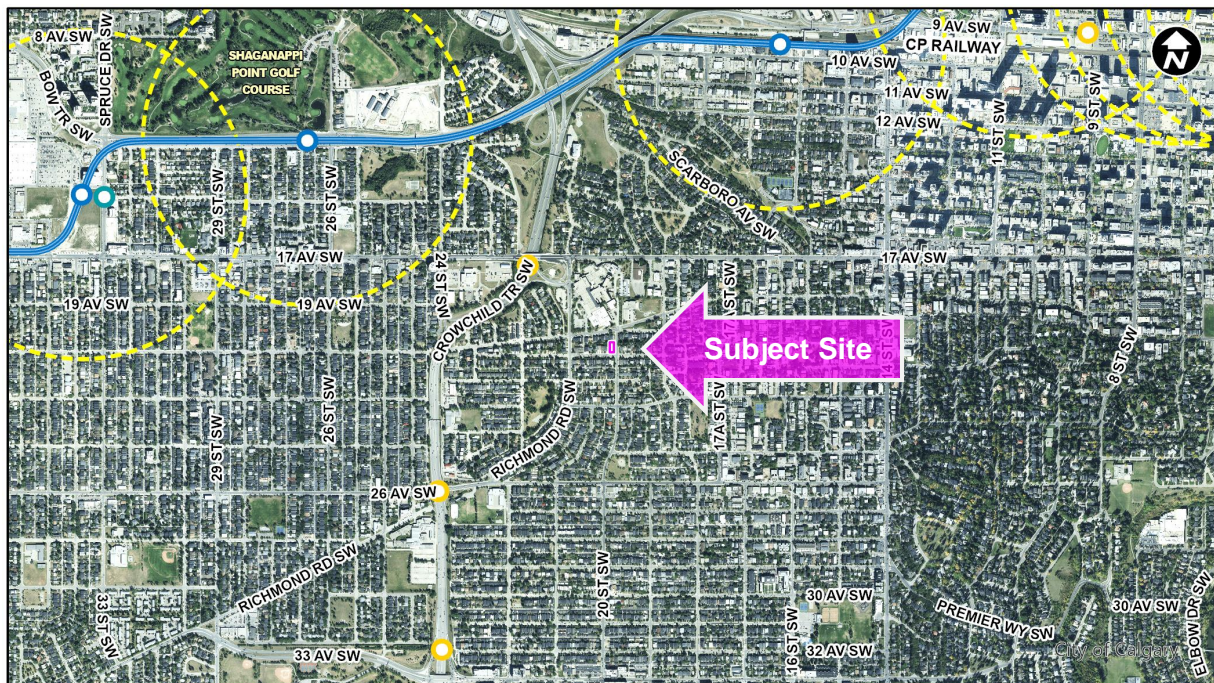 8 AV SW
SPRUCE DR SW
BOW TR SW
SHAGANAPPI
POINT GOLF
COURSE
9 AV SW
CP RAILWAY
10 AV SW
11 AV SW
12 AV SW
11 ST SW
9 ST SW
N
29 ST SW
26 ST SW
SCARBORO AV SW
17 AV SW
17 AV SW
24 ST SW
CROWCHILD TR SW
17A ST SW
19 AV SW
19 AV SW
Subject Site
14 ST SW
8 ST SW
29 ST SW
26 ST SW
RICHMOND RD SW
17A ST SW
26 AV SW
RICHMOND RD SW
20 ST SW
33 ST SW
33 AV SW
16 ST SW
30 AV SW
32 AV SW
PREMIER WY SW
30 AV SW
ELBOW DR SW
City of Calgary